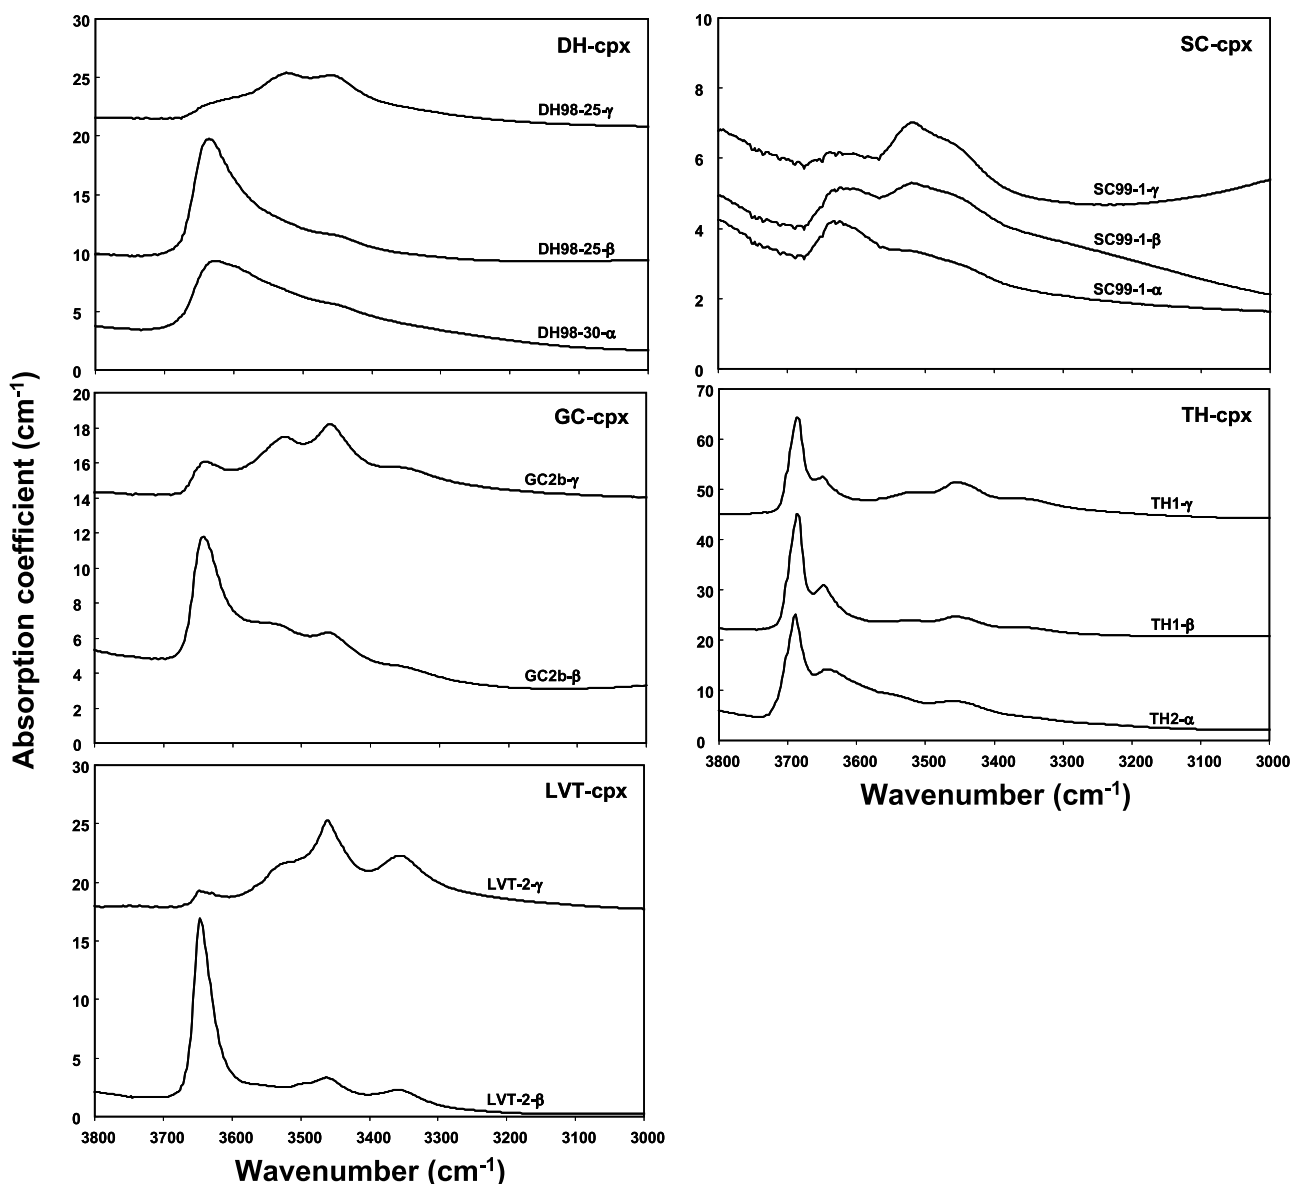 Absorption coefficient (cm-1)
30
25
20
15
10
5
0
DH-cpx
DH98-25-γ
DH98-25-β
DH98-30-α
20
18
16
14
12
10
8
6
4
2
0
GC-cpx
GC2b-γ
GC2b-β
30
25
20
15
10
5
0
LVT-cpx
LVT-2-γ
LVT-2-β
3800 3700 3600 3500 3400 3300 3200 3100 3000
Wavenumber (cm-1)
10
8
6
4
2
0
SC-cpx
SC99-1-γ
SC99-1-β
SC99-1-α
70
60
50
40
30
20
10
0
TH-cpx
TH1-γ
TH1-β
TH2-α
3800 3700 3600 3500 3400 3300 3200 3100 3000
Wavenumber (cm-1)